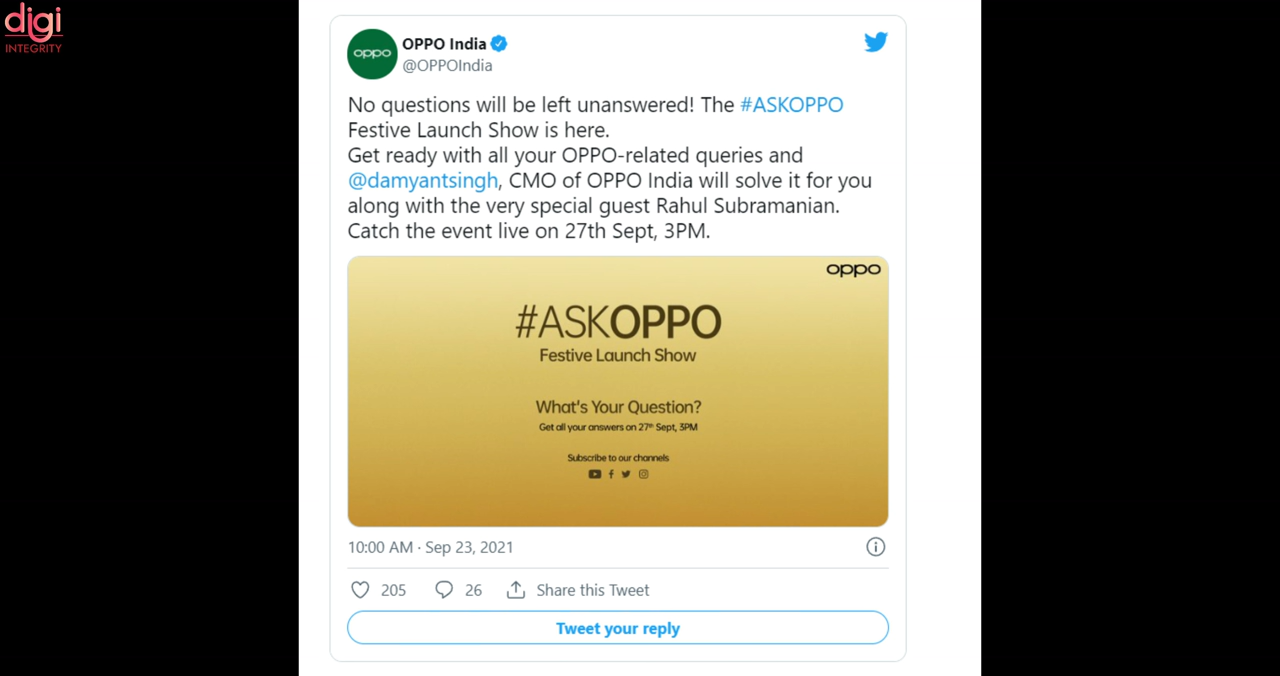 digi
INTEGRITY
oppo
OPPO India
@OPPOIndia
No questions will be left unanswered! The #ASKOPPO
Festive Launch Show is here.
Get ready with all your OPPO-related queries and
@damyantsingh, CMO of OPPO India will solve it for you
along with the very special guest Rahul Subramanian.
Catch the event live on 27th Sept, 3PM.
oppo
#ASKOPPO
Festive Launch Show
What's Your Question?
Get all your answers on 27th Sept, 3PM
Subscribe to our channels
10:00 AM · Sep 23, 2021
205 26 Share this Tweet
Tweet your reply